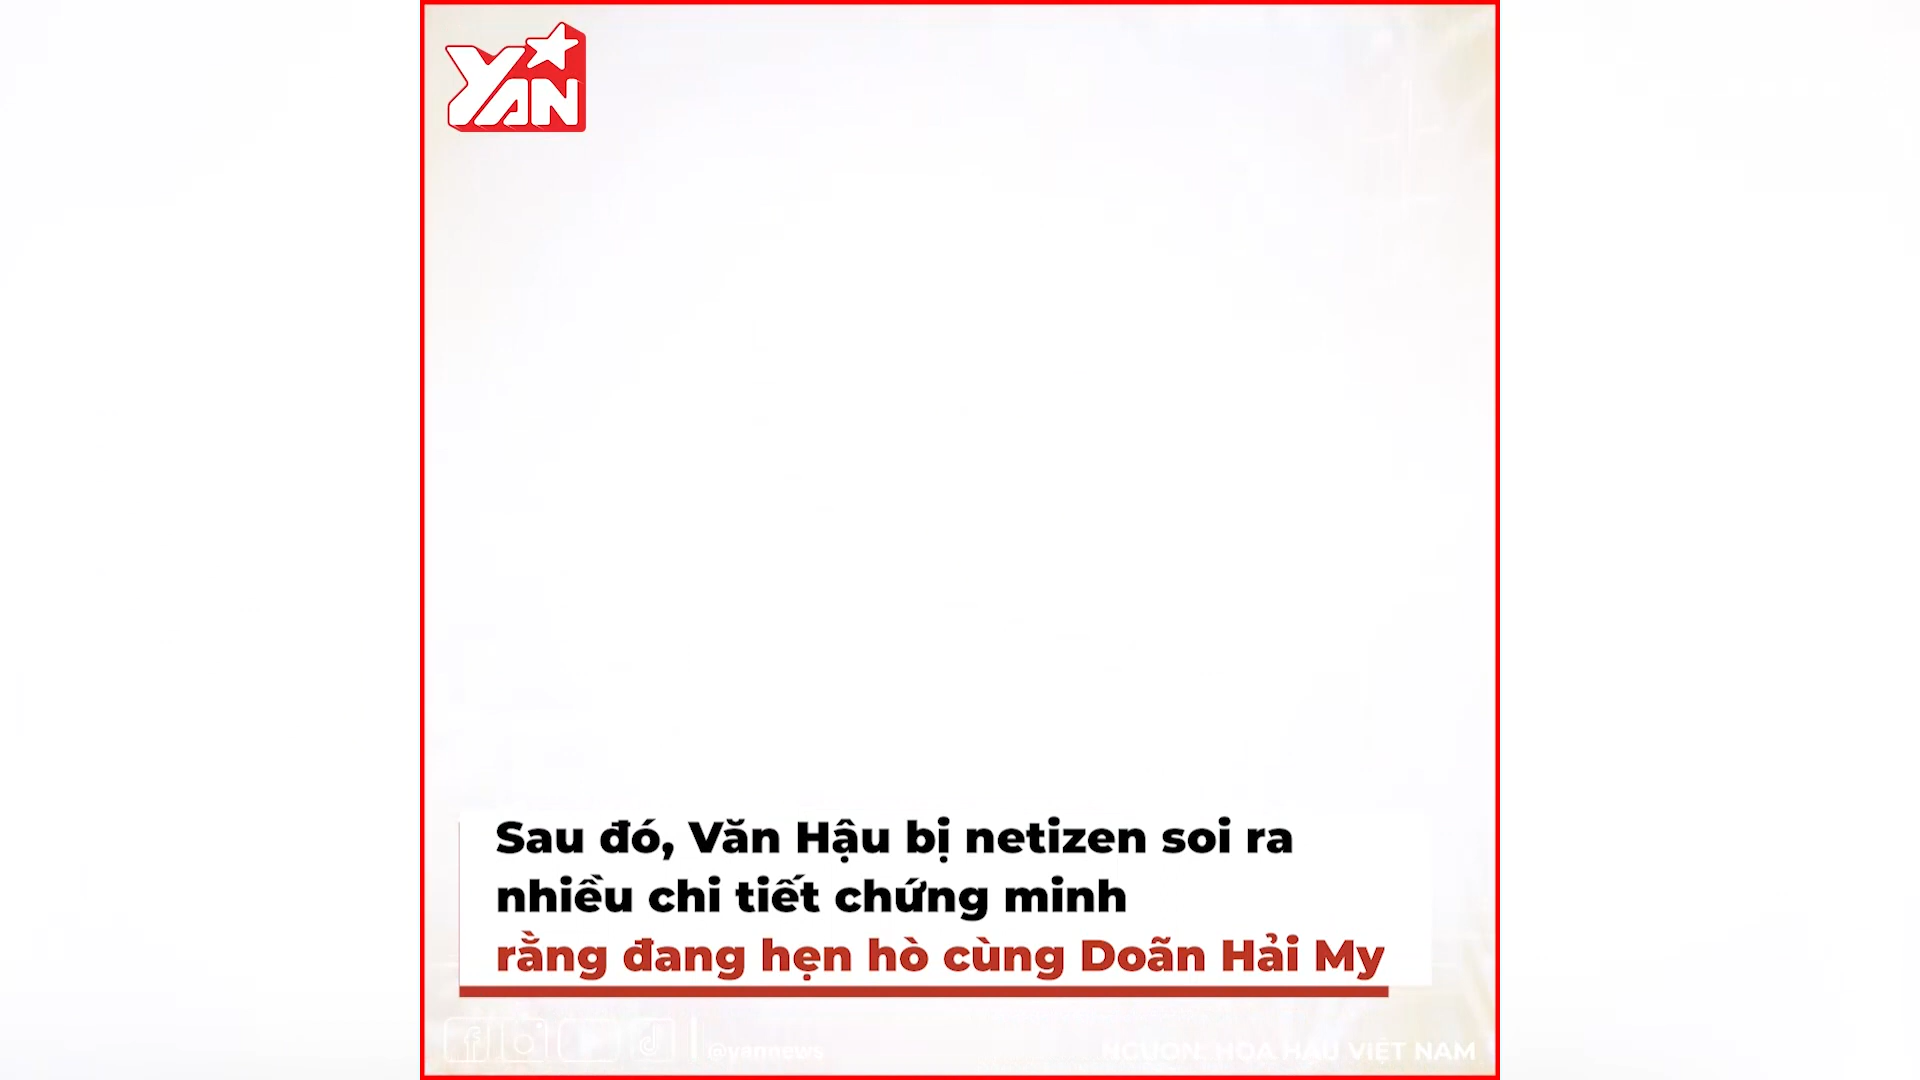 YAN
Sau đó, Văn Hậu bị netizen soi ra
nhiều chi tiết chứng minh
rằng đang hẹn hò cùng Doãn Hải My
@yannews
NGUỒN: HOA HẬU VIỆT NAM